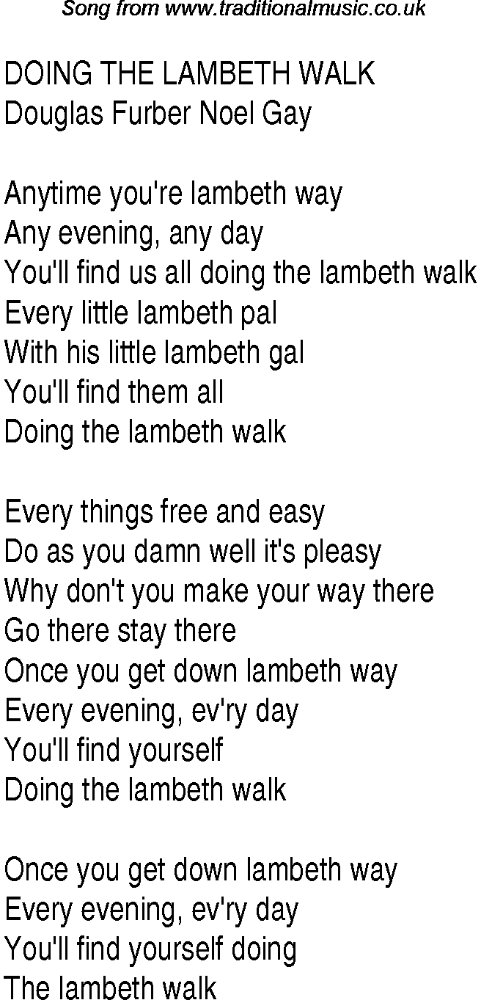 Song from www.traditionalmusic.co.uk
DOING THE LAMBETH WALK
Douglas Furber Noel Gay
Anytime you're lambeth way
Any evening, any day
You'll find us all doing the lambeth walk
Every little lambeth pal
With his little lambeth gal
You'll find them all
Doing the lambeth walk
Every things free and easy
Do as you damn well it's pleasy
Why don't you make your way there
Go there stay there
Once you get down lambeth way
Every evening, ev'ry day
You'll find yourself
Doing the lambeth walk
Once you get down lambeth way
Every evening, ev'ry day
You'll find yourself doing
The lambeth walk